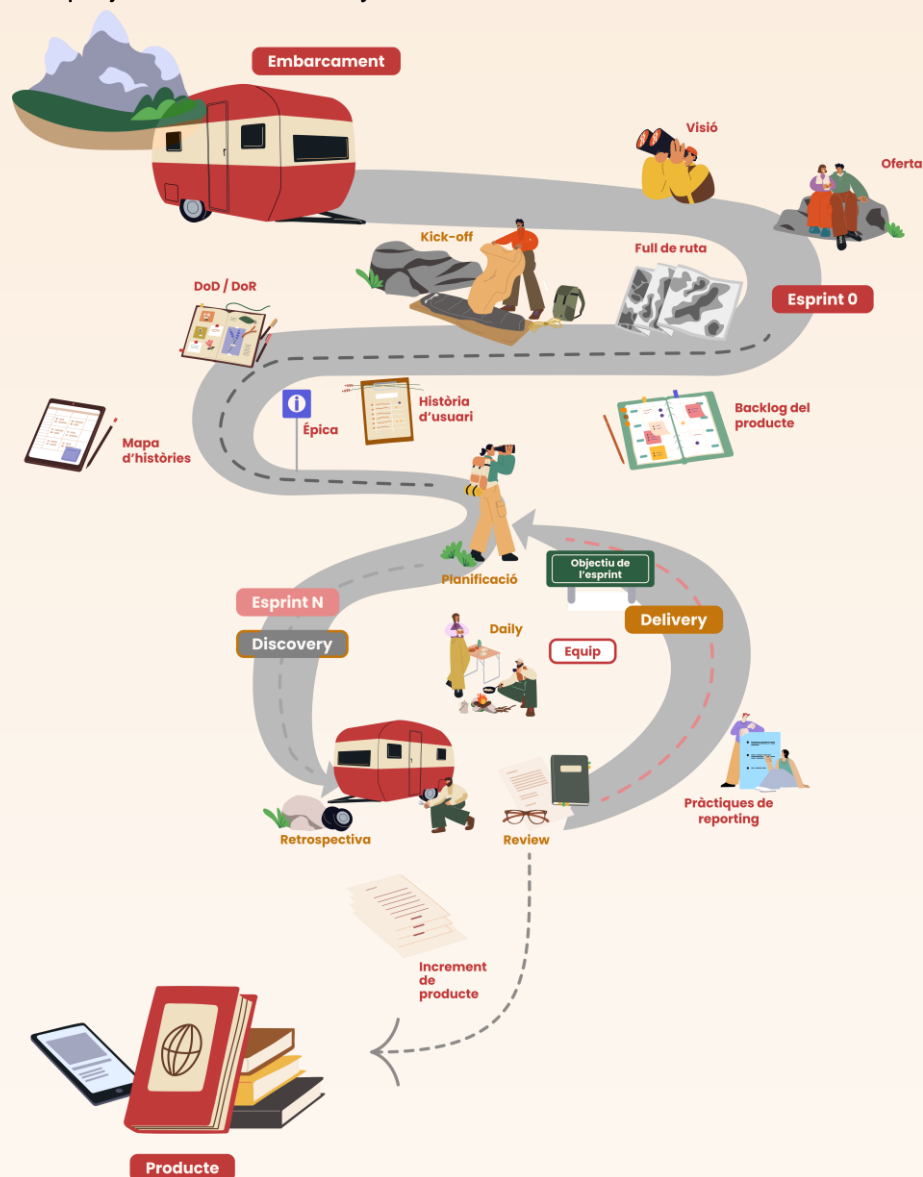 Embarcament
Visió
Oferta
Kick-off
Full de ruta
DoD / DoR
Esprint 0
Història
d'usuari
Backlog del
producte
Èpica
Mapa
d'històries
Objectiu de
l'esprint
Planificació
Esprint N
Delivery
Daily
Discovery
Equip
Pràctiques de
reporting
Retrospectiva
Review
Increment
de
producte
Producte